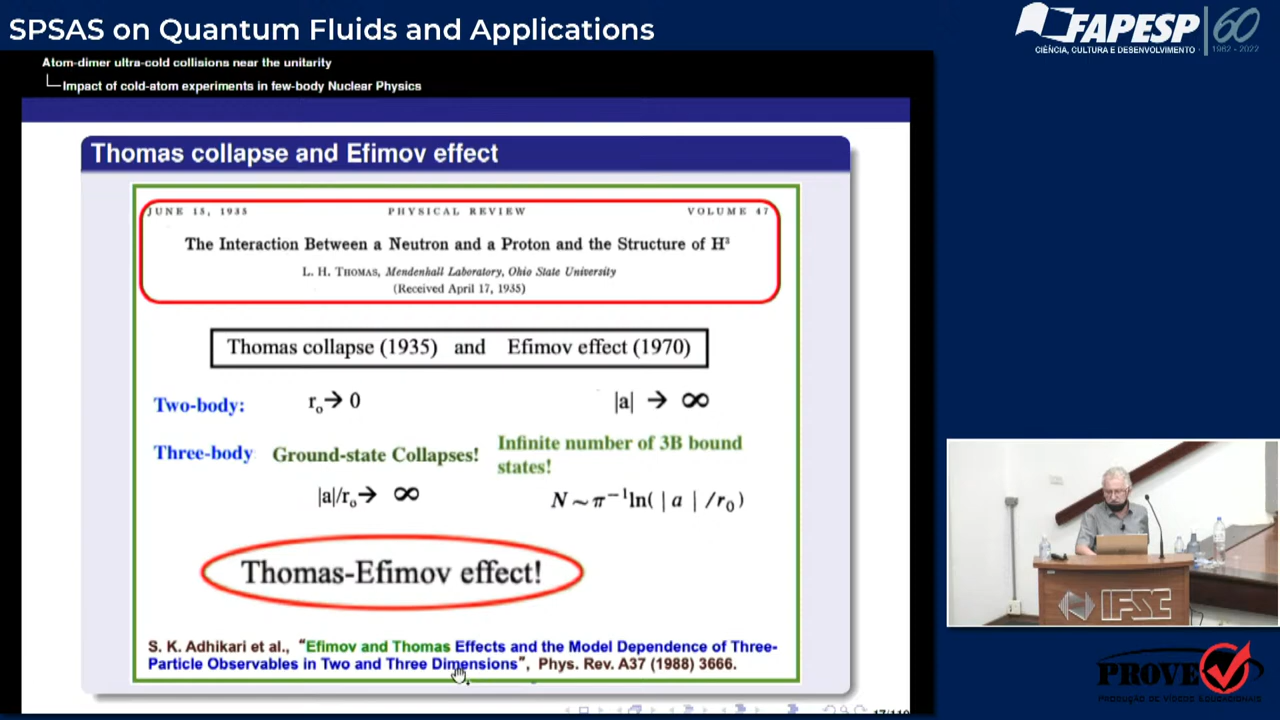 SPSAS on Quantum Fluids and Applications
FAPESP 60
CIÊNCIA, CULTURA E DESENVOLVIMENTO 1962 - 2022
Atom-dimer ultra-cold collisions near the unitarity
Impact of cold-atom experiments in few-body Nuclear Physics
Thomas collapse and Efimov effect
JUNE 15, 1935 PHYSICAL REVIEW VOLUME 47
The Interaction Between a Neutron and a Proton and the Structure of H³
L. H. THOMAS, Mendenhall Laboratory, Ohio State University
(Received April 17, 1935)
Thomas collapse (1935) and Efimov effect (1970)
Two-body: r₀→ 0 |a| → ∞
Three-body Ground-state Collapses! Infinite number of 3B bound
states!
|a|/r₀→ ∞ N ~ π⁻¹ln( | a | /r₀)
Thomas-Efimov effect!
S. K. Adhikari et al., "Efimov and Thomas Effects and the Model Dependence of Three-
Particle Observables in Two and Three Dimensions", Phys. Rev. A37 (1988) 3666.
IFSC
PROVE
PRODUÇÃO DE VÍDEOS EDUCACIONAIS